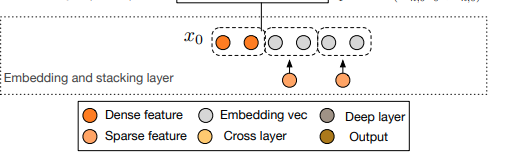 x₀
Embedding and stacking layer
Dense feature
Embedding vec
Deep layer
Sparse feature
Cross layer
Output